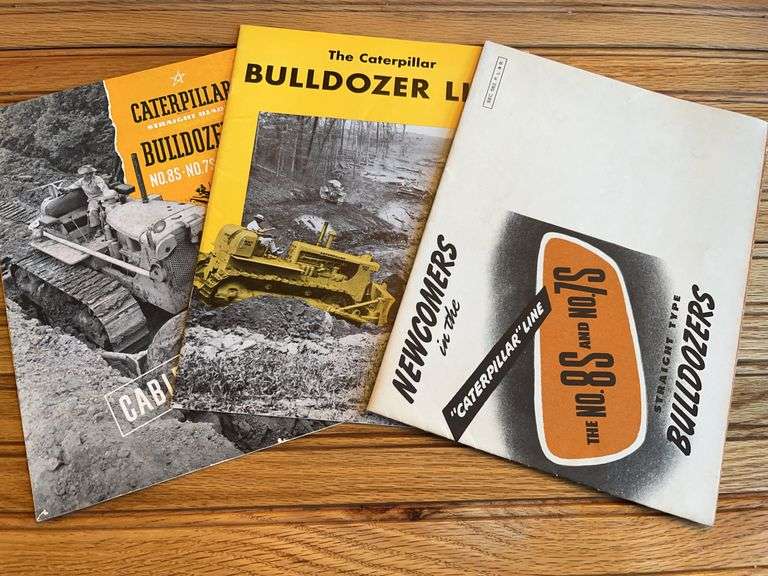 CATERPILLAR
STRAIGHT BLADE
BULLDOZER
NO. 8S · NO. 7S
The Caterpillar
BULLDOZER LI
NEWCOMERS
in the
"CATERPILLAR" LINE
THE NO. 8S AND NO. 7S
STRAIGHT TYPE
BULLDOZERS